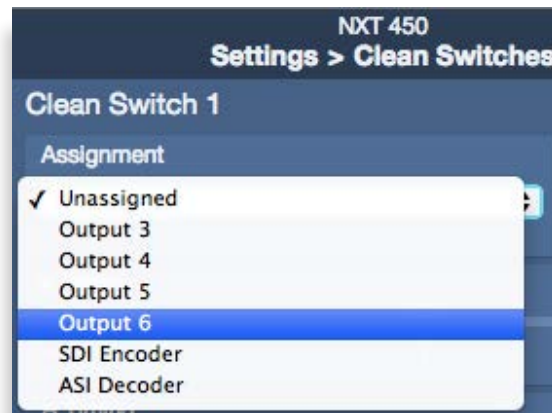 NXT 450
Settings > Clean Switches
Clean Switch 1
Assignment
✓ Unassigned
Output 3
Output 4
Output 5
Output 6
SDI Encoder
ASI Decoder